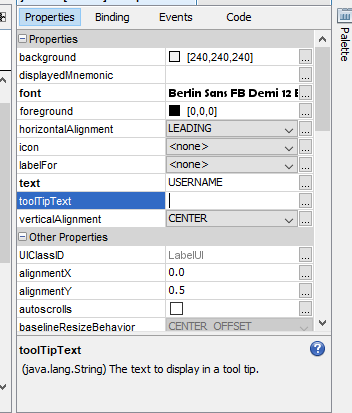 Properties Binding Events Code
Properties
background [240,240,240] ...
displayedMnemonic ...
font Berlin Sans FB Demi 12 B ...
foreground [0,0,0] ...
horizontalAlignment LEADING ...
icon <none> ...
labelFor <none> ...
text USERNAME ...
toolTipText ...
verticalAlignment CENTER ...
Other Properties
UIClassID LabelUI ...
alignmentX 0.0 ...
alignmentY 0.5 ...
autoscrolls ...
baselineResizeBehavior CENTER_OFFSET ...
toolTipText
(java.lang.String) The text to display in a tool tip.
?
Palette